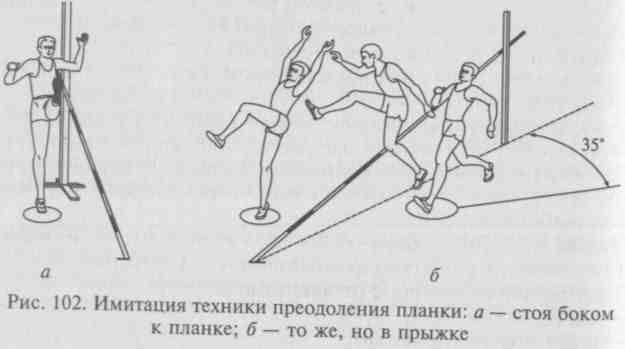 35°
а
б
Рис. 102. Имитация техники преодоления планки: а — стоя боком
к планке; б — то же, но в прыжке